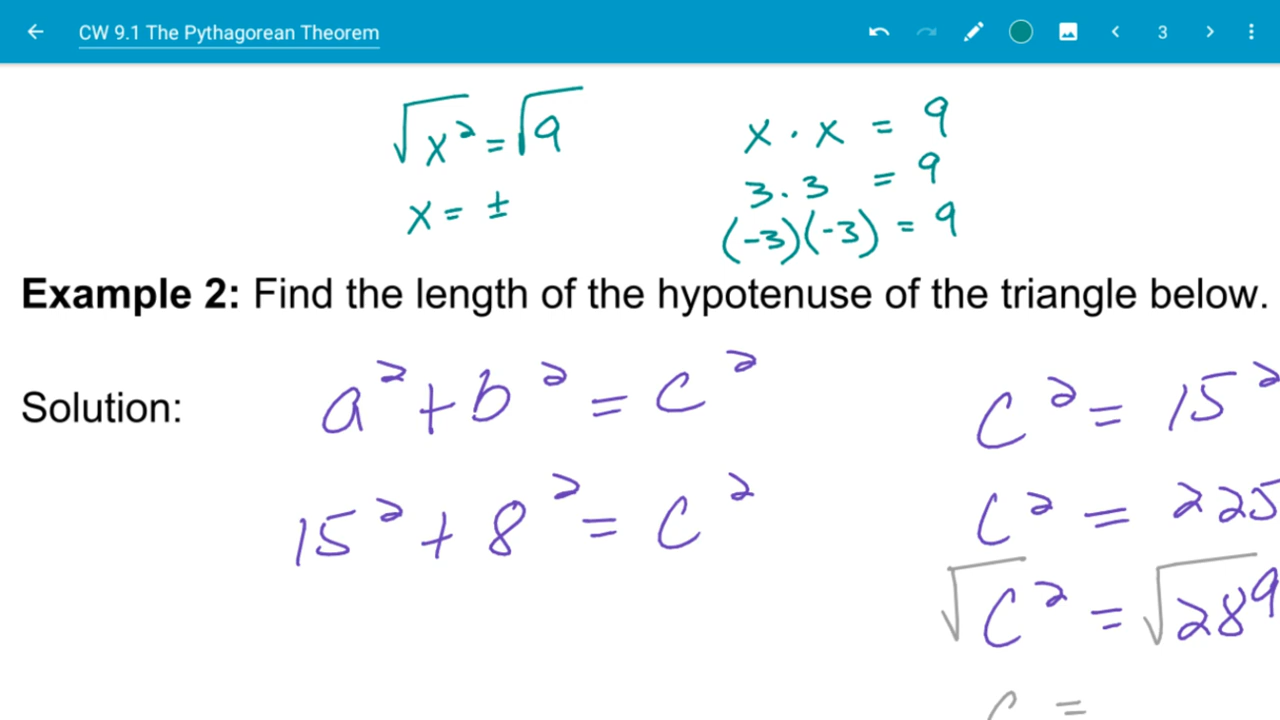 CW 9.1 The Pythagorean Theorem
3
√x² = √9
x = ±
x · x = 9
3 · 3 = 9
(-3)(-3) = 9
Example 2: Find the length of the hypotenuse of the triangle below.
Solution:
a² + b² = c²
15² + 8² = c²
c² = 15²
c² = 225
√c² = √289
c =